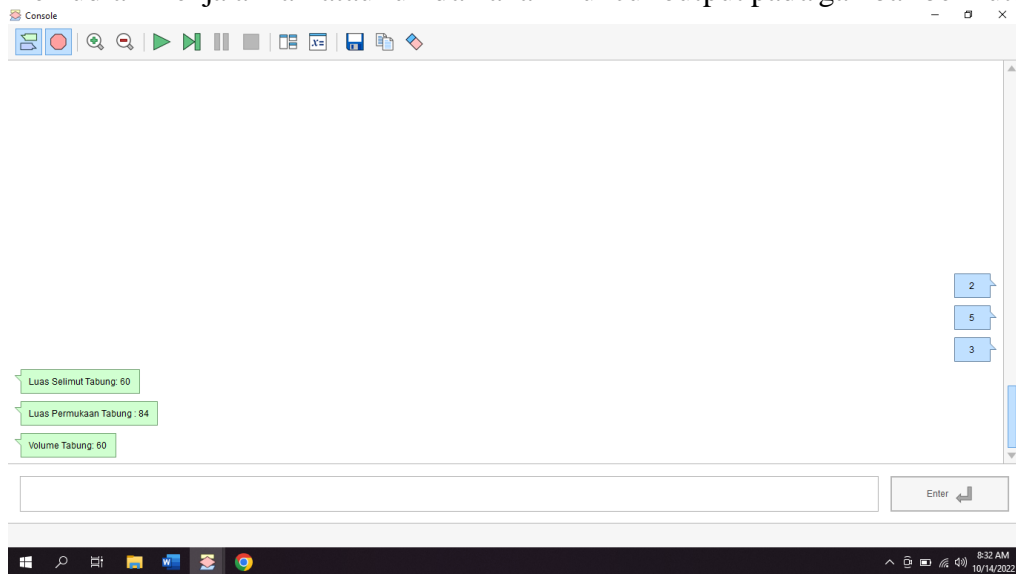 Console
x=
2
5
3
Luas Selimut Tabung: 60
Luas Permukaan Tabung : 84
Volume Tabung: 60
Enter
W
8:32 AM
10/14/2022